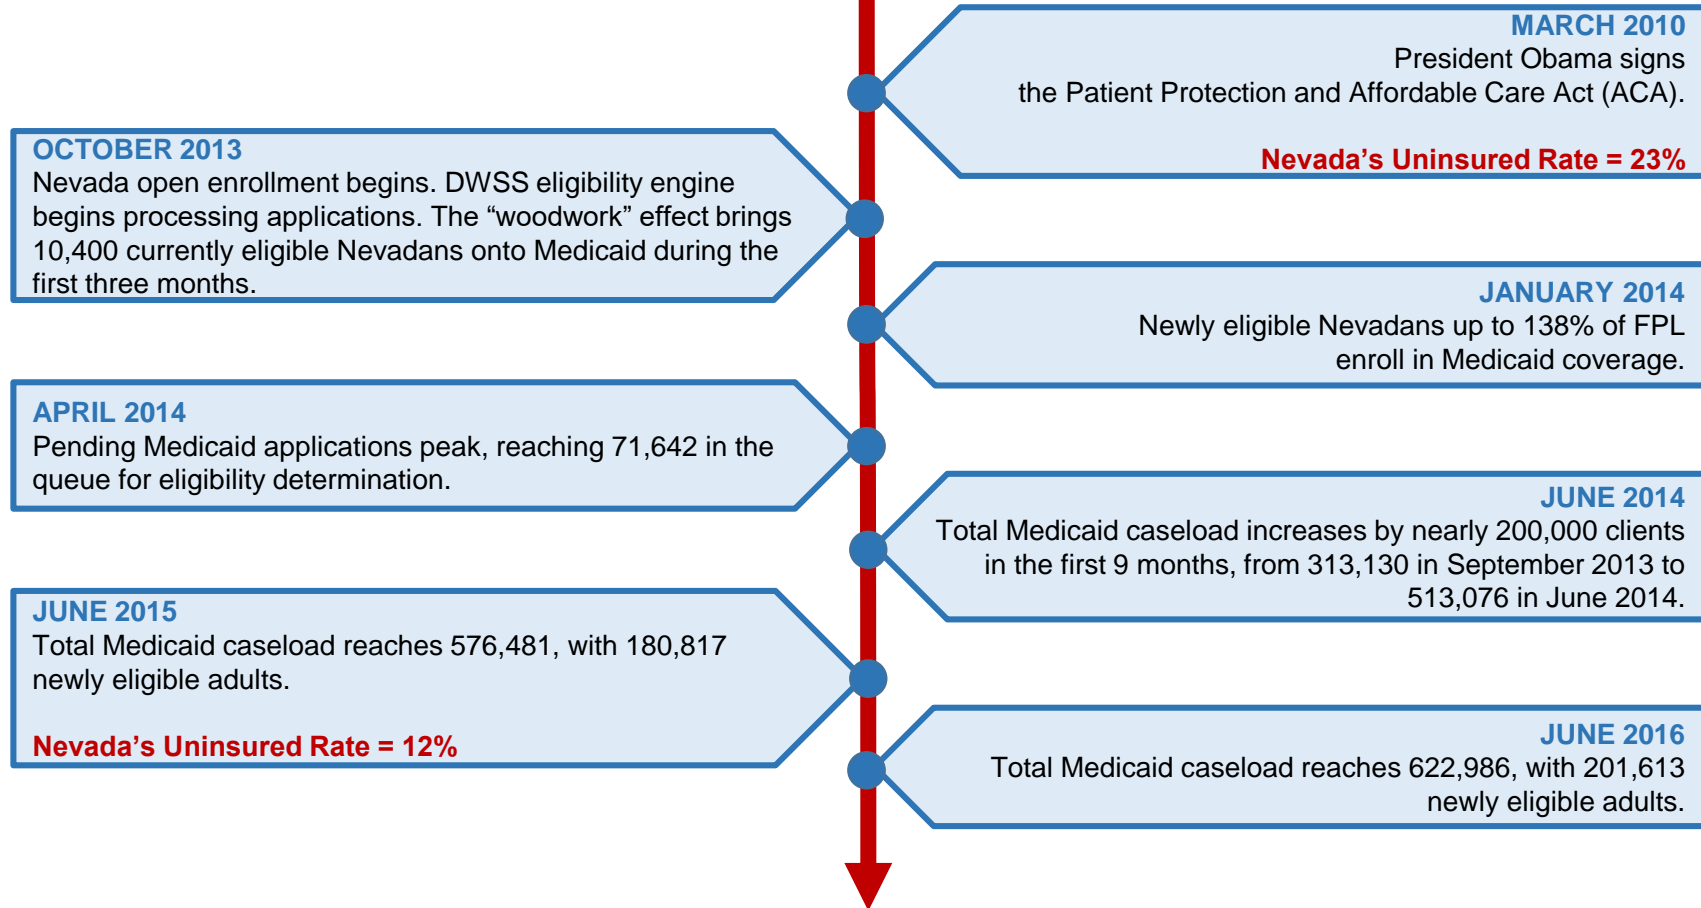 MARCH 2010
President Obama signs
the Patient Protection and Affordable Care Act (ACA).
Nevada’s Uninsured Rate = 23%
OCTOBER 2013
Nevada open enrollment begins. DWSS eligibility engine
begins processing applications. The “woodwork” effect brings
10,400 currently eligible Nevadans onto Medicaid during the
first three months.
JANUARY 2014
Newly eligible Nevadans up to 138% of FPL
enroll in Medicaid coverage.
APRIL 2014
Pending Medicaid applications peak, reaching 71,642 in the
queue for eligibility determination.
JUNE 2014
Total Medicaid caseload increases by nearly 200,000 clients
in the first 9 months, from 313,130 in September 2013 to
513,076 in June 2014.
JUNE 2015
Total Medicaid caseload reaches 576,481, with 180,817
newly eligible adults.
Nevada’s Uninsured Rate = 12%
JUNE 2016
Total Medicaid caseload reaches 622,986, with 201,613
newly eligible adults.